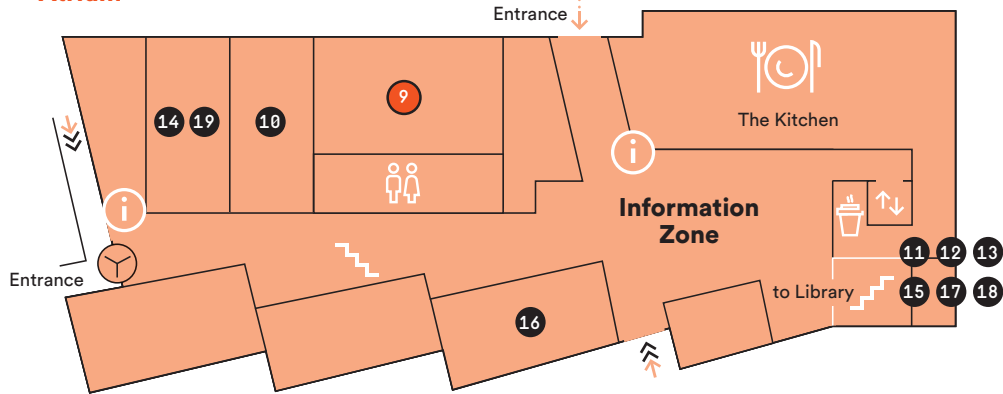 Entrance
9
14 19 10
The Kitchen
i
i
Information
Zone
11 12 13
Entrance
to Library
15 17 18
16